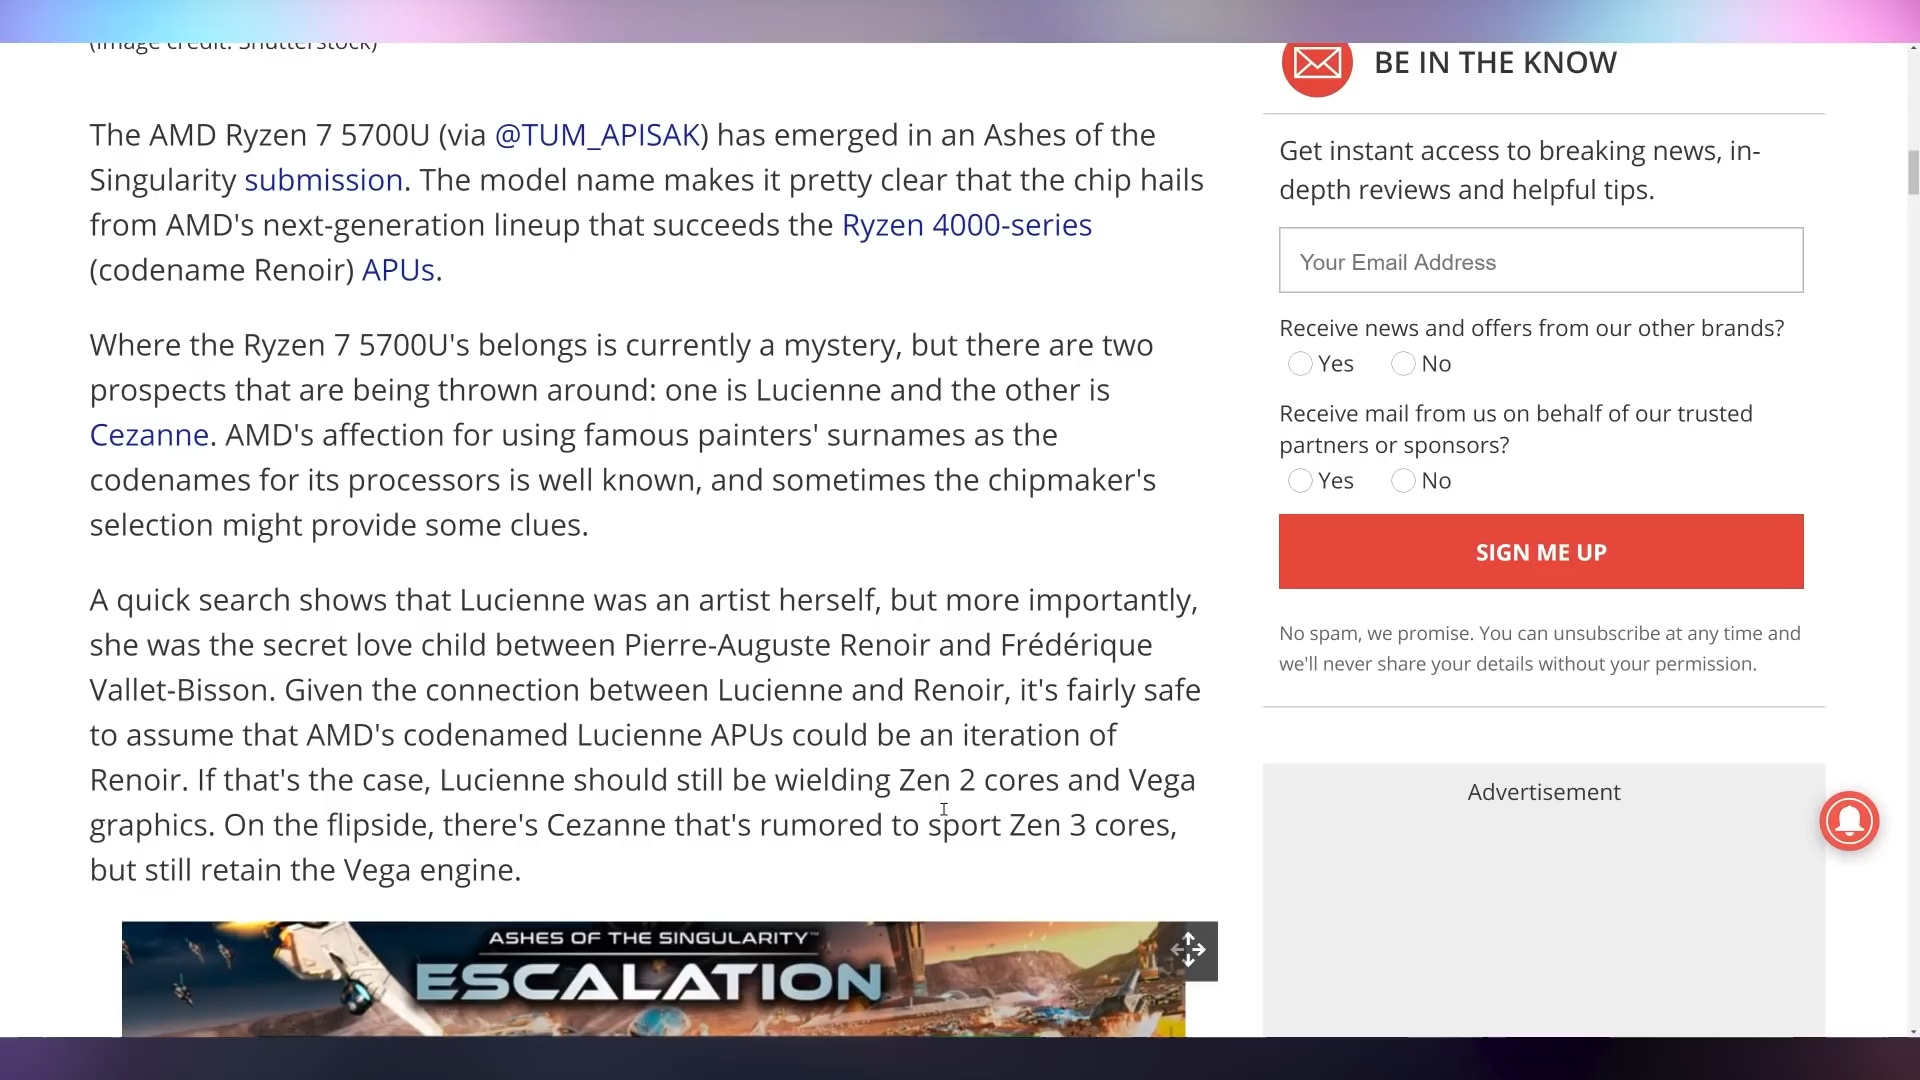 (Image credit: Shutterstock)
The AMD Ryzen 7 5700U (via @TUM_APISAK) has emerged in an Ashes of the
Singularity submission. The model name makes it pretty clear that the chip hails
from AMD's next-generation lineup that succeeds the Ryzen 4000-series
(codename Renoir) APUs.
Where the Ryzen 7 5700U's belongs is currently a mystery, but there are two
prospects that are being thrown around: one is Lucienne and the other is
Cezanne. AMD's affection for using famous painters' surnames as the
codenames for its processors is well known, and sometimes the chipmaker's
selection might provide some clues.
A quick search shows that Lucienne was an artist herself, but more importantly,
she was the secret love child between Pierre-Auguste Renoir and Frédérique
Vallet-Bisson. Given the connection between Lucienne and Renoir, it's fairly safe
to assume that AMD's codenamed Lucienne APUs could be an iteration of
Renoir. If that's the case, Lucienne should still be wielding Zen 2 cores and Vega
graphics. On the flipside, there's Cezanne that's rumored to sport Zen 3 cores,
but still retain the Vega engine.
ASHES OF THE SINGULARITY™
ESCALATION
BE IN THE KNOW
Get instant access to breaking news, in-
depth reviews and helpful tips.
Your Email Address
Receive news and offers from our other brands?
Yes No
Receive mail from us on behalf of our trusted
partners or sponsors?
Yes No
SIGN ME UP
No spam, we promise. You can unsubscribe at any time and
we'll never share your details without your permission.
Advertisement